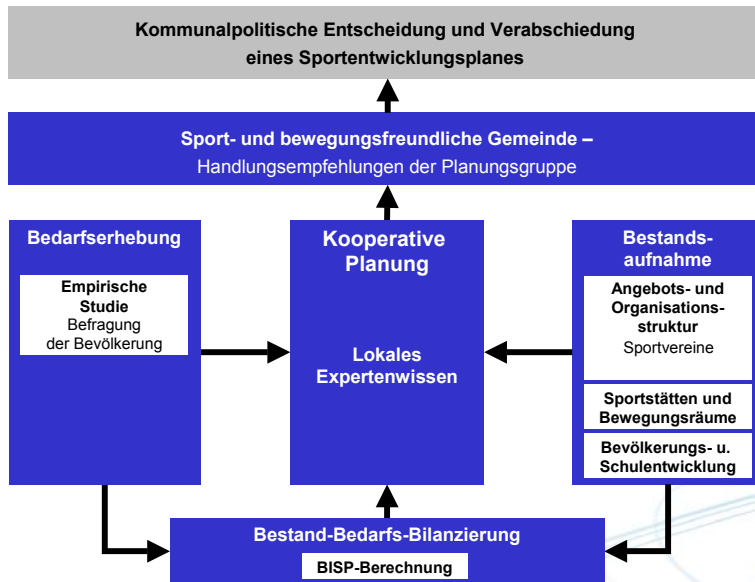 Kommunalpolitische Entscheidung und Verabschiedung
eines Sportentwicklungsplanes
Sport- und bewegungsfreundliche Gemeinde –
Handlungsempfehlungen der Planungsgruppe
Bedarfserhebung
Empirische
Studie
Befragung
der Bevölkerung
Kooperative
Planung
Lokales
Expertenwissen
Bestands-
aufnahme
Angebots- und
Organisations-
struktur
Sportvereine
Sportstätten und
Bewegungsräume
Bevölkerungs- u.
Schulentwicklung
Bestand-Bedarfs-Bilanzierung
BISP-Berechnung